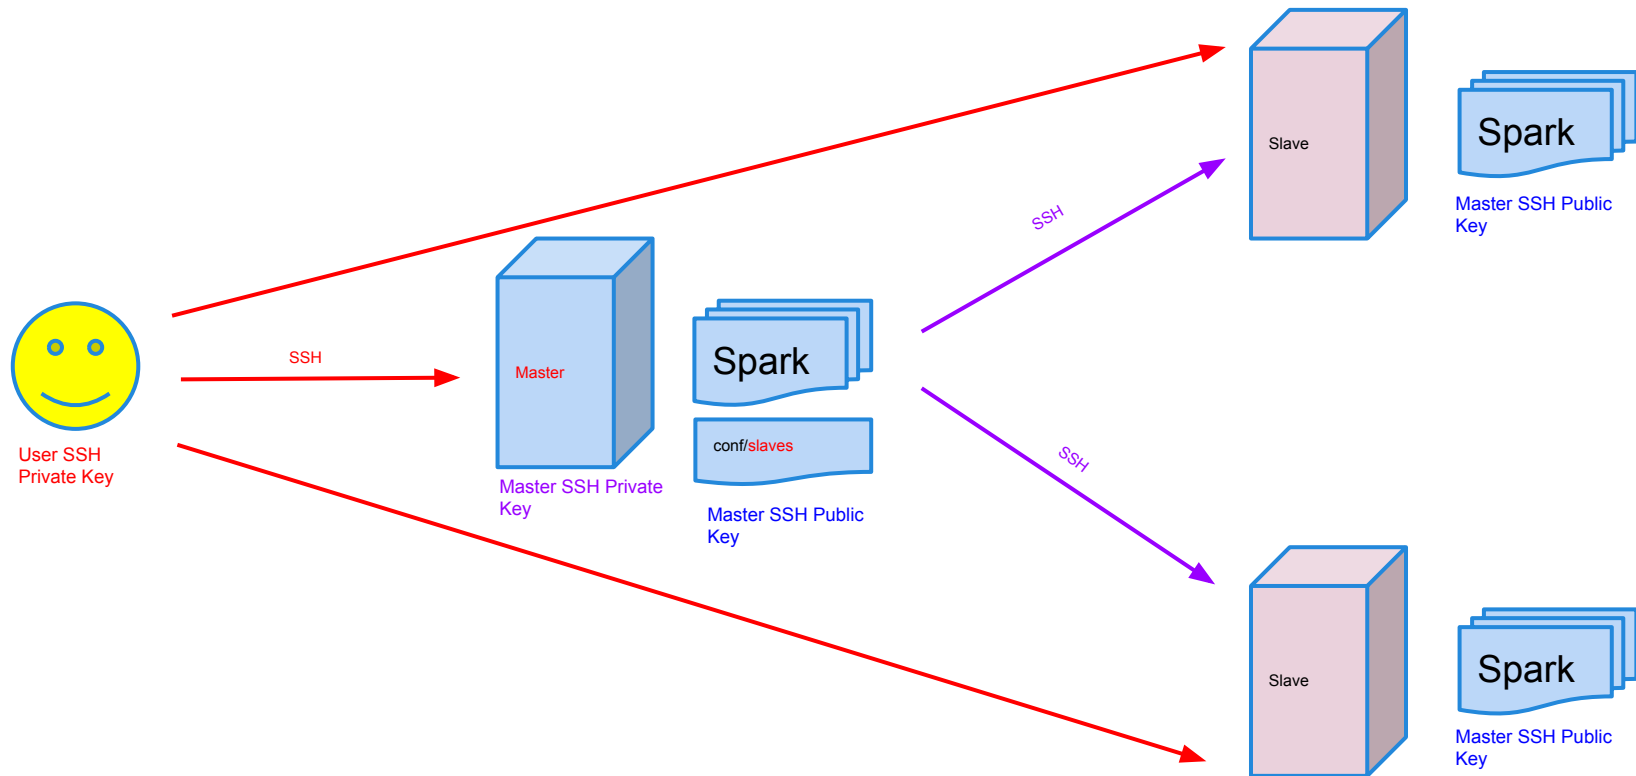 Slave
Spark
Master SSH Public
Key
SSH
SSH
Master
Spark
conf/slaves
User SSH
Private Key
Master SSH Private
Key
Master SSH Public
Key
SSH
Slave
Spark
Master SSH Public
Key